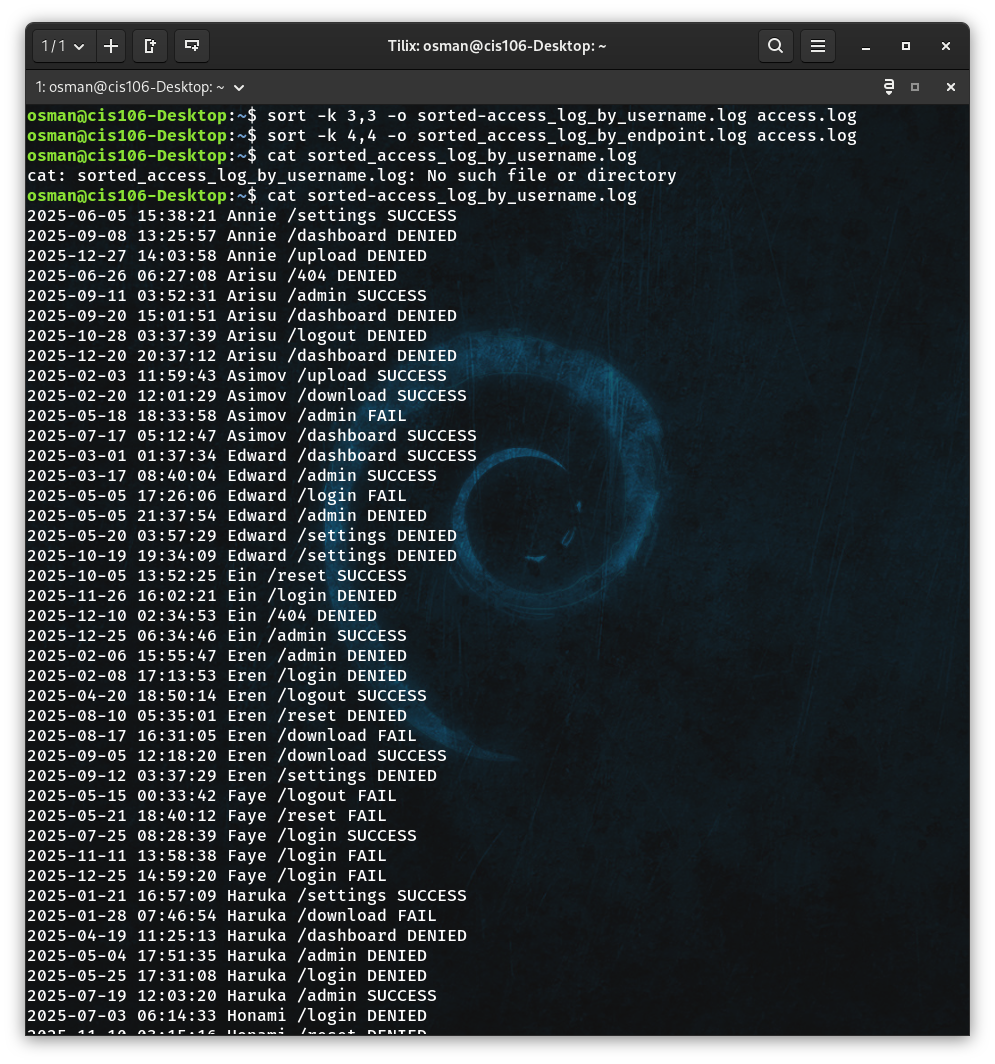 1 / 1
Tilix: osman@cis106-Desktop: ~
1: osman@cis106-Desktop: ~
a
osman@cis106-Desktop:~$ sort -k 3,3 -o sorted-access_log_by_username.log access.log
osman@cis106-Desktop:~$ sort -k 4,4 -o sorted-access_log_by_endpoint.log access.log
osman@cis106-Desktop:~$ cat sorted_access_log_by_username.log
cat: sorted_access_log_by_username.log: No such file or directory
osman@cis106-Desktop:~$ cat sorted-access_log_by_username.log
2025-06-05 15:38:21 Annie /settings SUCCESS
2025-09-08 13:25:57 Annie /dashboard DENIED
2025-12-27 14:03:58 Annie /upload DENIED
2025-06-26 06:27:08 Arisu /404 DENIED
2025-09-11 03:52:31 Arisu /admin SUCCESS
2025-09-20 15:01:51 Arisu /dashboard DENIED
2025-10-28 03:37:39 Arisu /logout DENIED
2025-12-20 20:37:12 Arisu /dashboard DENIED
2025-02-03 11:59:43 Asimov /upload SUCCESS
2025-02-20 12:01:29 Asimov /download SUCCESS
2025-05-18 18:33:58 Asimov /admin FAIL
2025-07-17 05:12:47 Asimov /dashboard SUCCESS
2025-03-01 01:37:34 Edward /dashboard SUCCESS
2025-03-17 08:40:04 Edward /admin SUCCESS
2025-05-05 17:26:06 Edward /login FAIL
2025-05-05 21:37:54 Edward /admin DENIED
2025-05-20 03:57:29 Edward /settings DENIED
2025-10-19 19:34:09 Edward /settings DENIED
2025-10-05 13:52:25 Ein /reset SUCCESS
2025-11-26 16:02:21 Ein /login DENIED
2025-12-10 02:34:53 Ein /404 DENIED
2025-12-25 06:34:46 Ein /admin SUCCESS
2025-02-06 15:55:47 Eren /admin DENIED
2025-02-08 17:13:53 Eren /login DENIED
2025-04-20 18:50:14 Eren /logout SUCCESS
2025-08-10 05:35:01 Eren /reset DENIED
2025-08-17 16:31:05 Eren /download FAIL
2025-09-05 12:18:20 Eren /download SUCCESS
2025-09-12 03:37:29 Eren /settings DENIED
2025-05-15 00:33:42 Faye /logout FAIL
2025-05-21 18:40:12 Faye /reset FAIL
2025-07-25 08:28:39 Faye /login SUCCESS
2025-11-11 13:58:38 Faye /login FAIL
2025-12-25 14:59:20 Faye /login FAIL
2025-01-21 16:57:09 Haruka /settings SUCCESS
2025-01-28 07:46:54 Haruka /download FAIL
2025-04-19 11:25:13 Haruka /dashboard DENIED
2025-05-04 17:51:35 Haruka /admin DENIED
2025-05-25 17:31:08 Haruka /login DENIED
2025-07-19 12:03:20 Haruka /admin SUCCESS
2025-07-03 06:14:33 Honami /login DENIED
Honami /reset DENIED